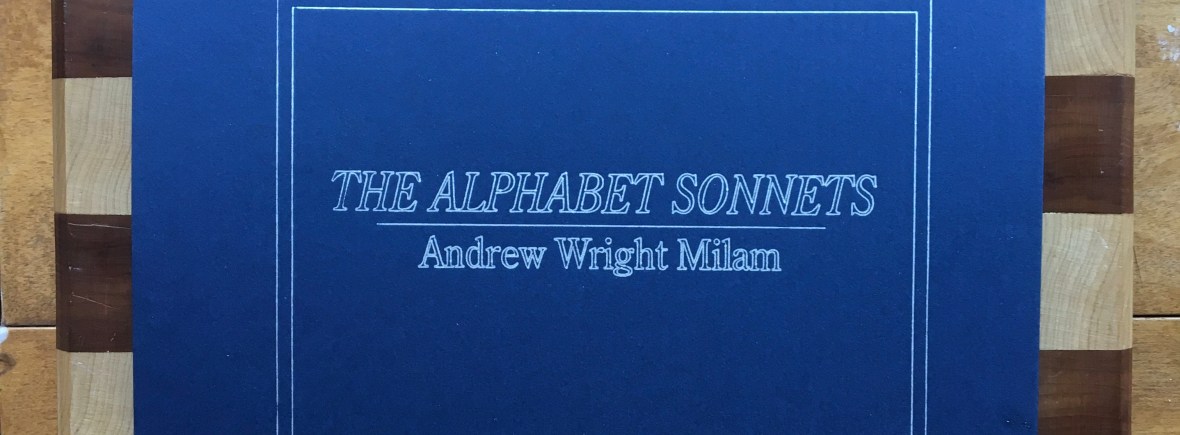 THE ALPHABET SONNETS
Andrew Wright Milam